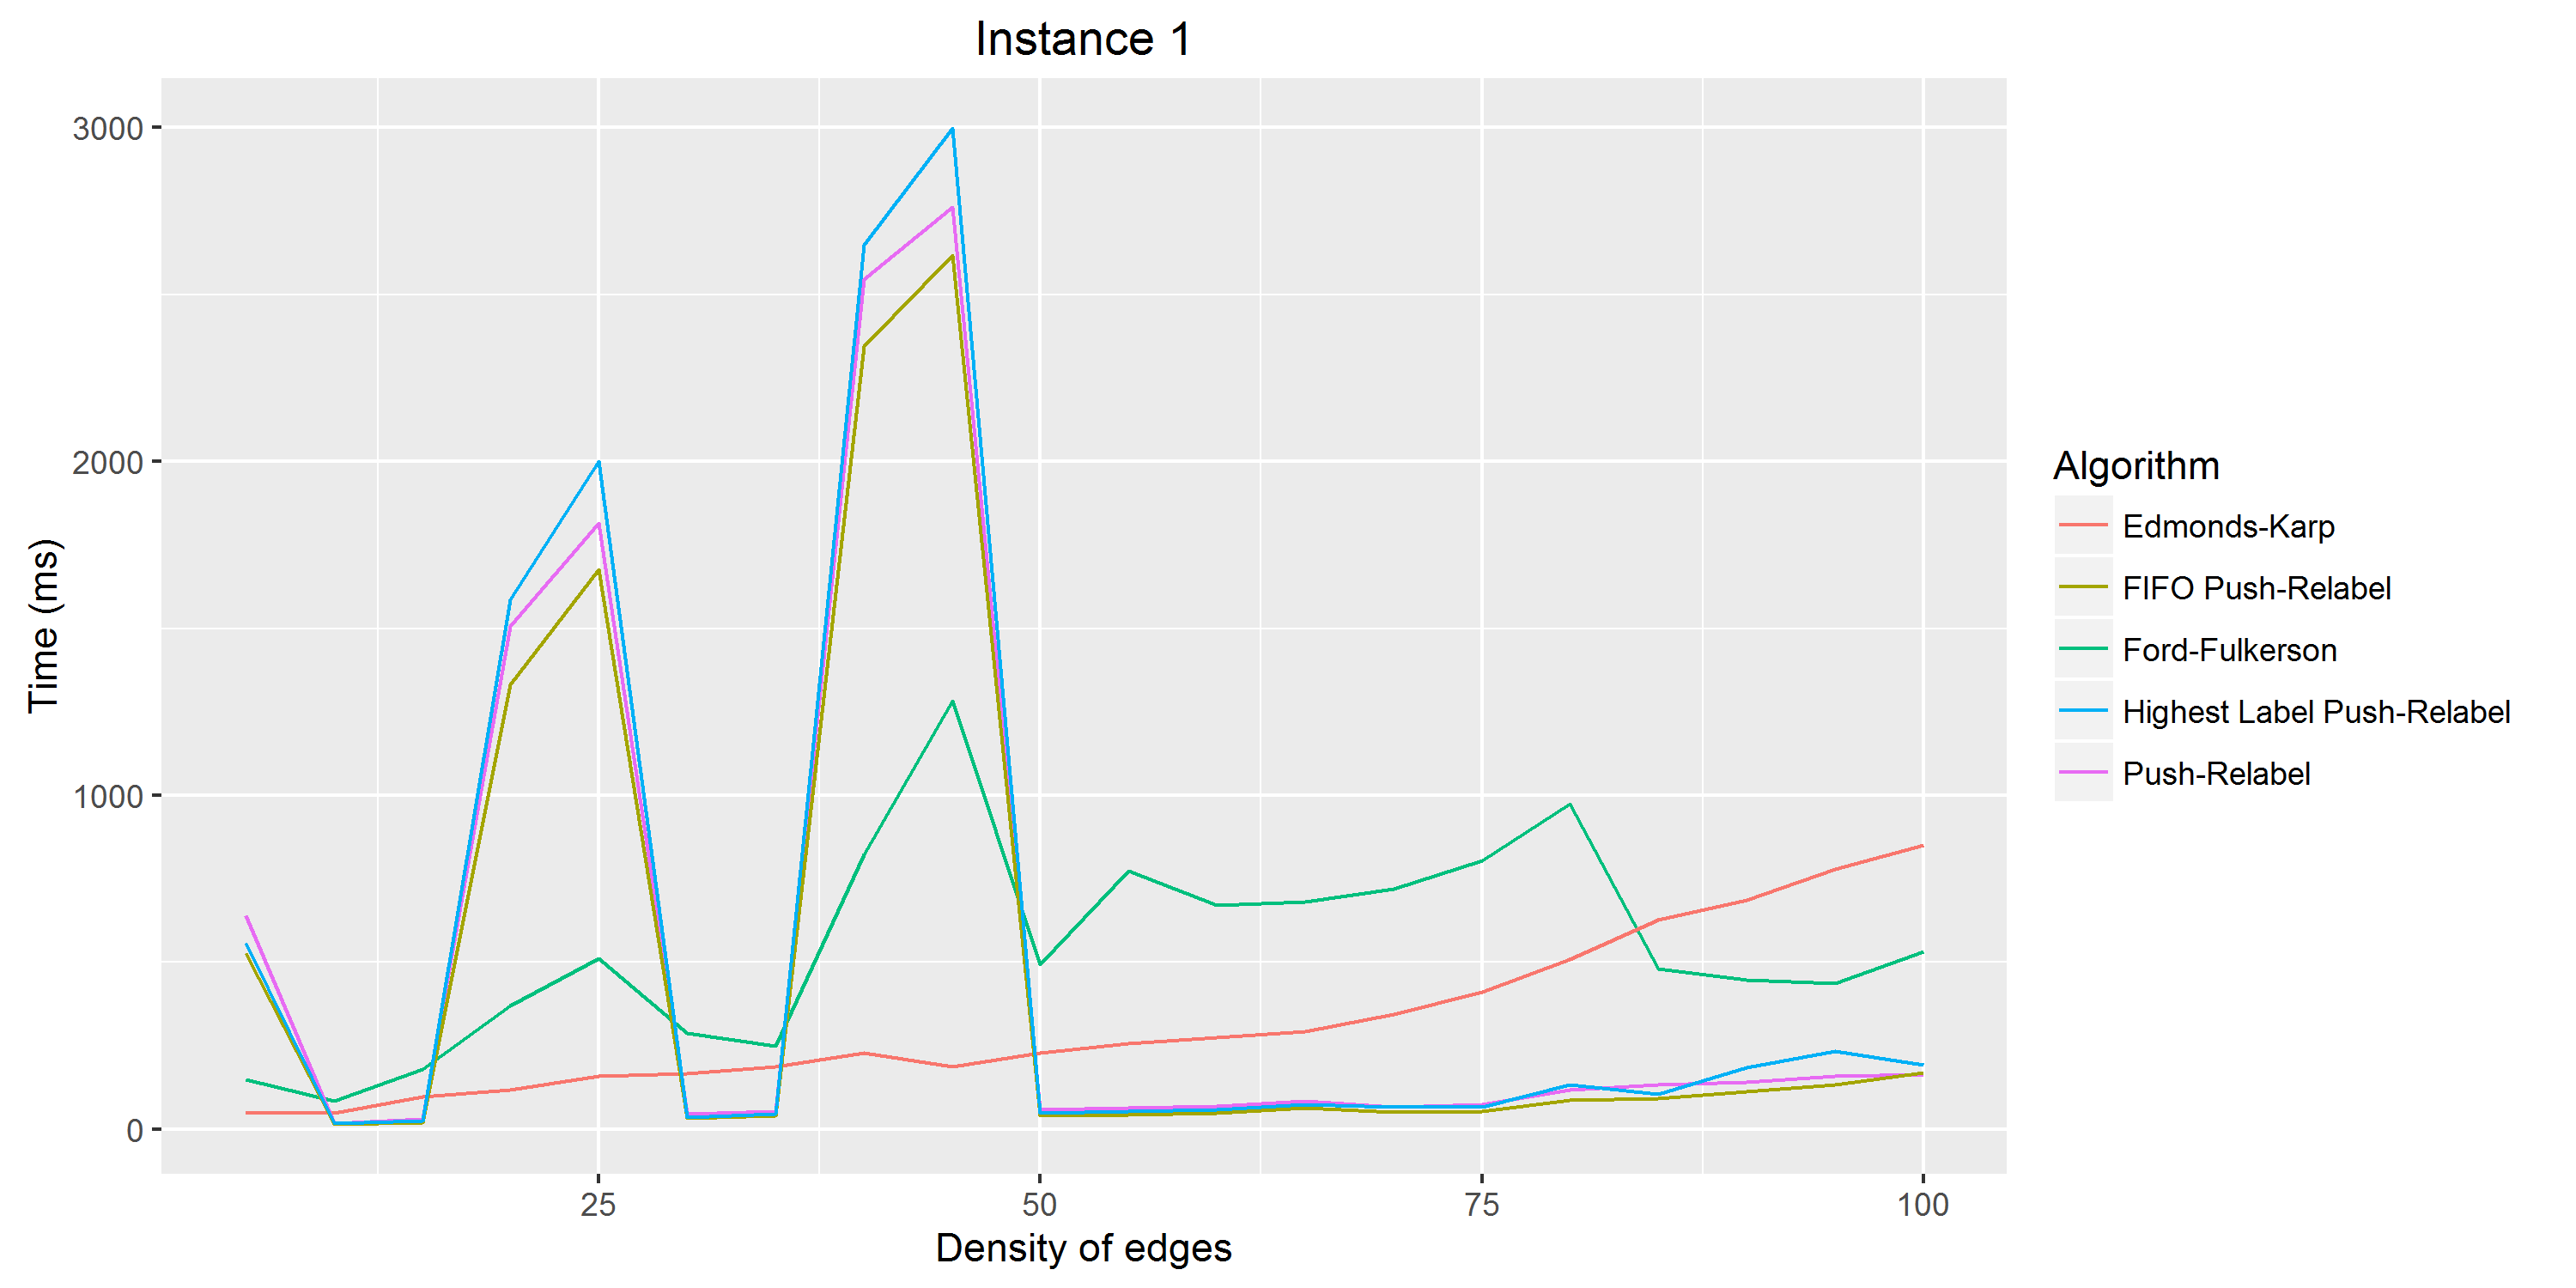 Instance 1
3000
2000
1000
0
Time (ms)
25 50 75 100
Density of edges
Algorithm
Edmonds-Karp
FIFO Push-Relabel
Ford-Fulkerson
Highest Label Push-Relabel
Push-Relabel